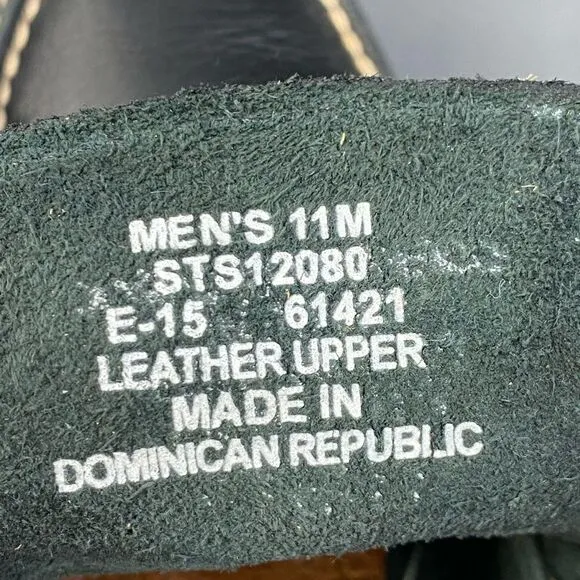 MEN'S 11M
STS12080
E-15 61421
LEATHER UPPER
MADE IN
DOMINICAN REPUBLIC